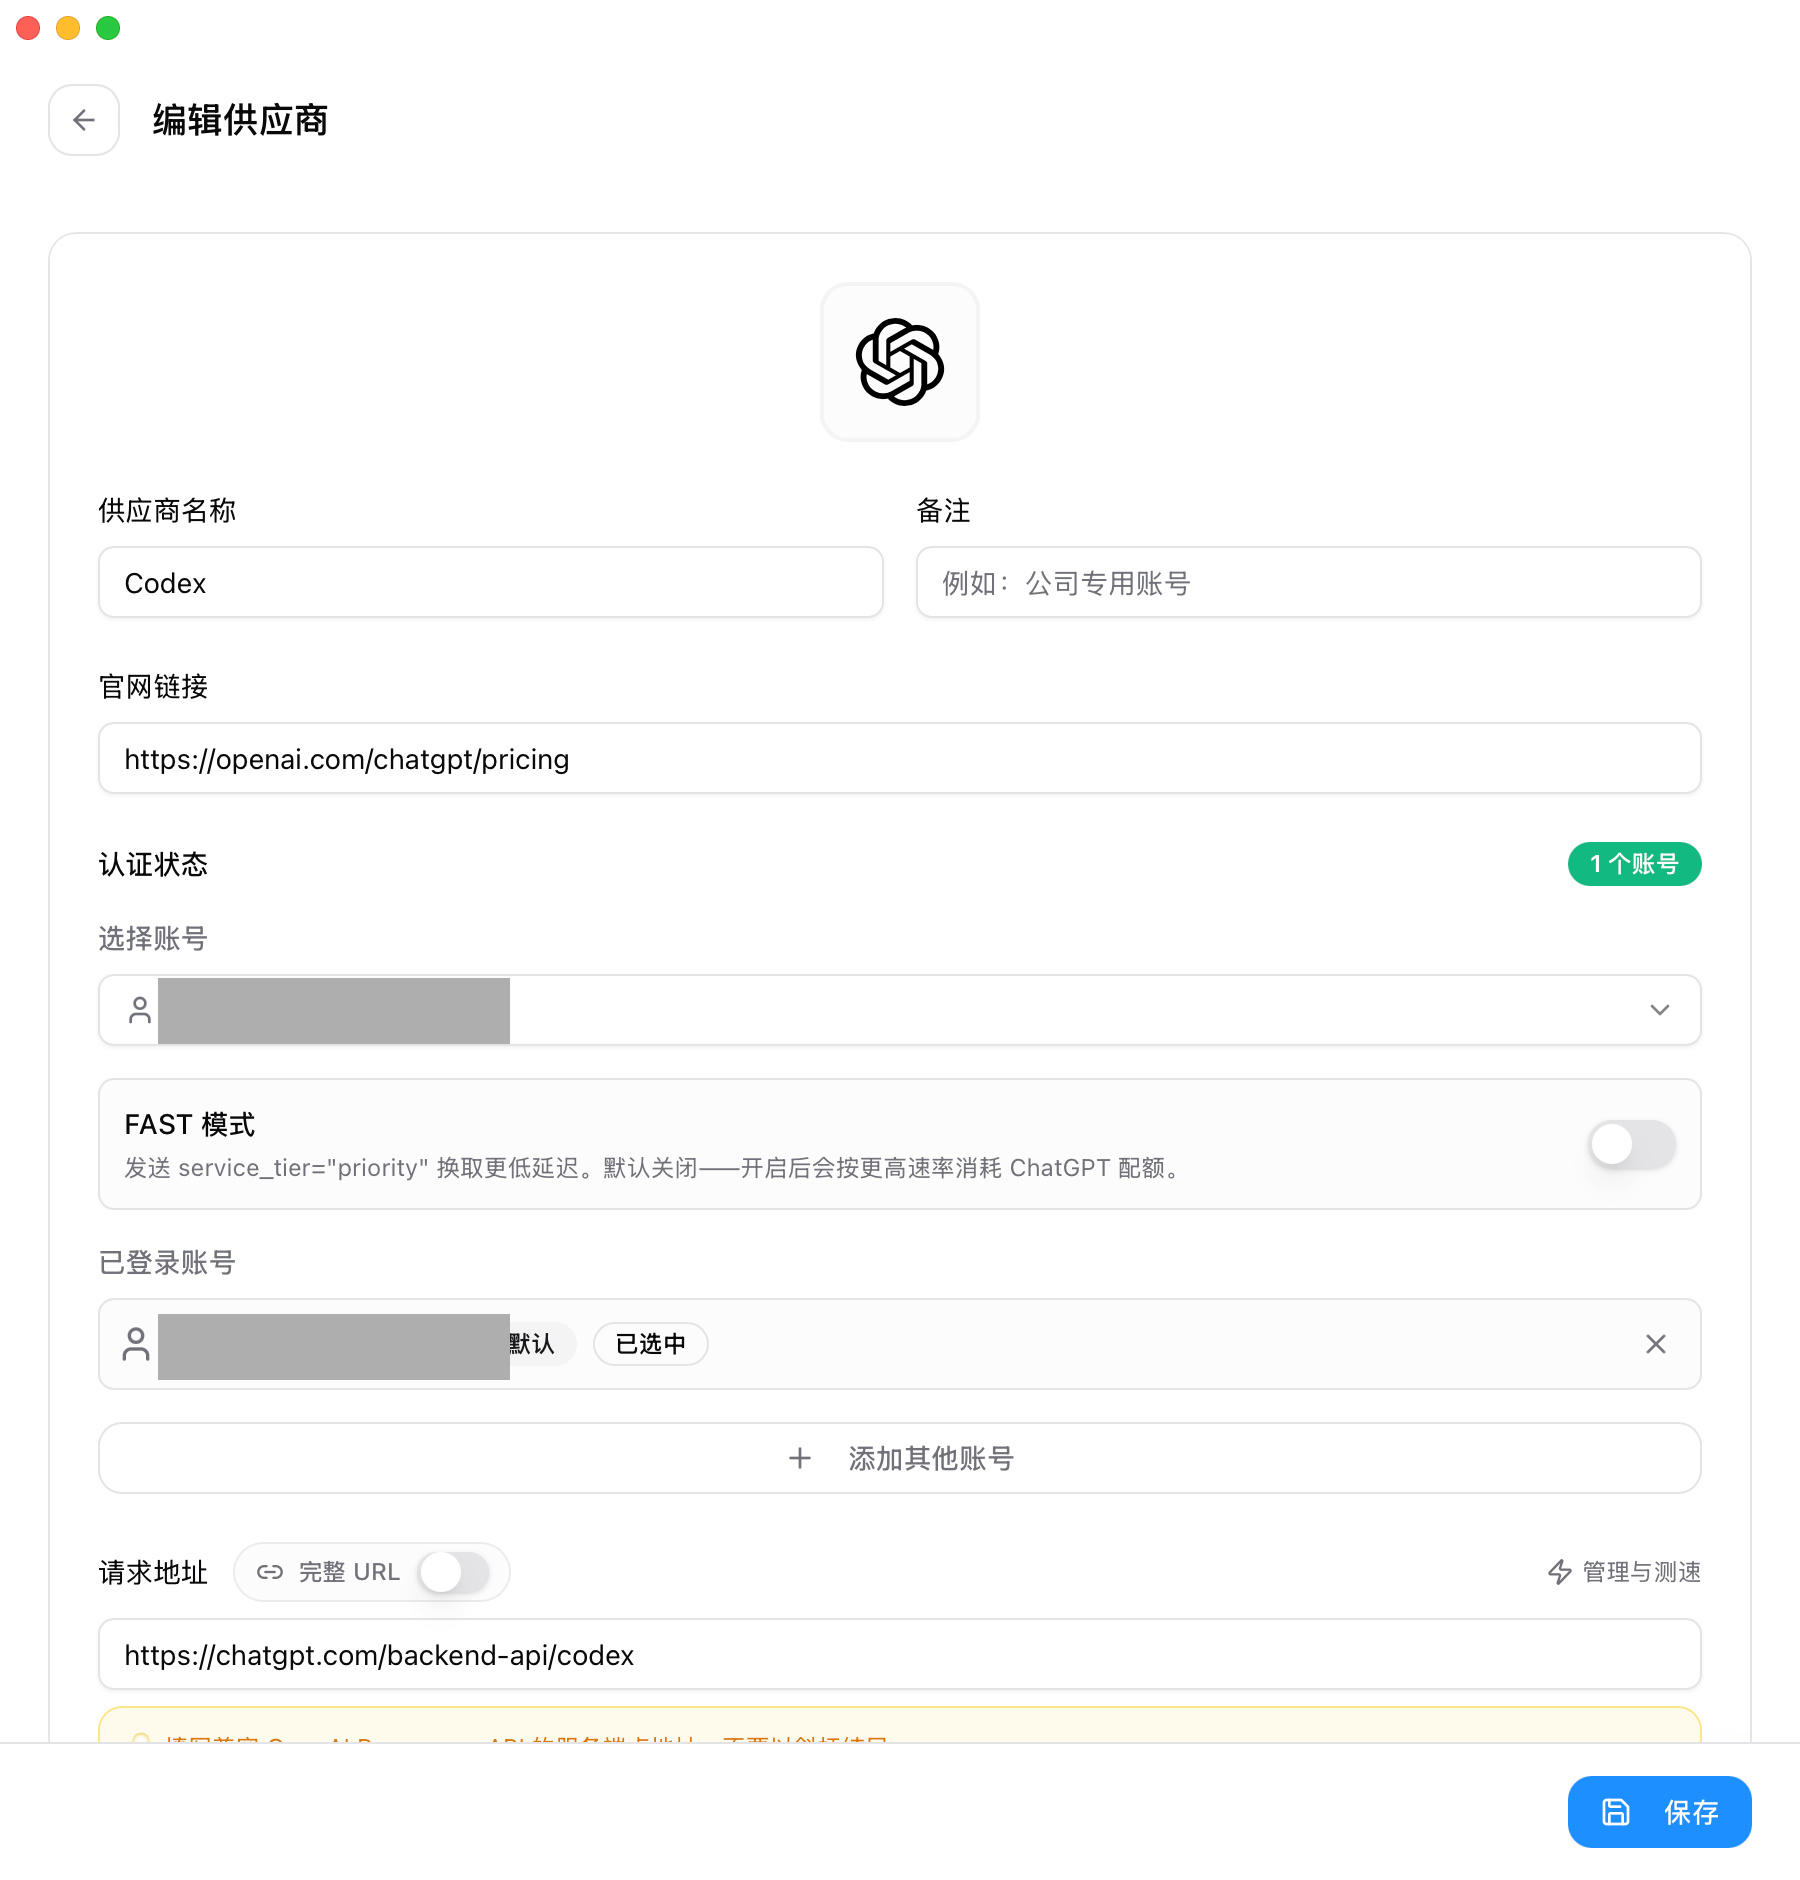 编辑供应商
供应商名称
备注
Codex
例如：公司专用账号
官网链接
https://openai.com/chatgpt/pricing
认证状态
1 个账号
选择账号
FAST 模式
发送 service_tier="priority" 换取更低延迟。默认关闭——开启后会按更高速率消耗 ChatGPT 配额。
已登录账号
默认
已选中
添加其他账号
请求地址
完整 URL
管理与测速
https://chatgpt.com/backend-api/codex
保存